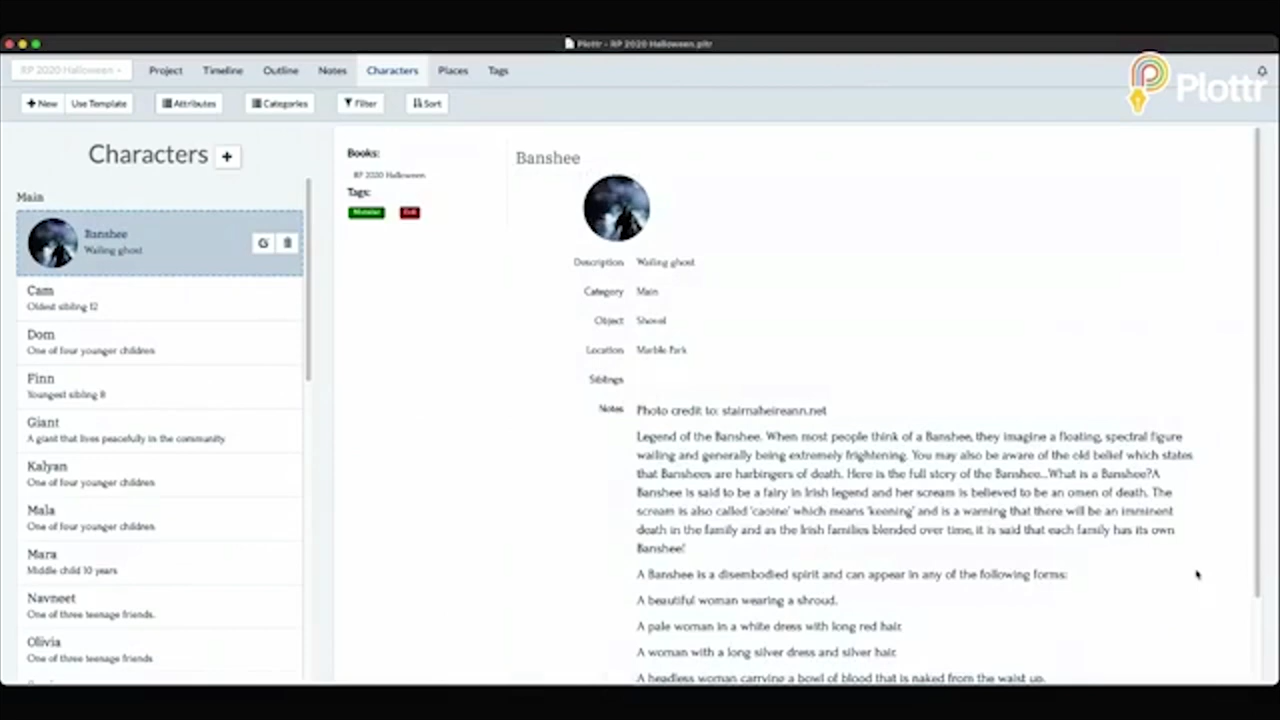 Plottr - RP 2020 Halloween.pltr
RP 2020 Halloween
Project
Timeline
Outline
Notes
Characters
Places
Tags
Plottr
New
Use Template
Attributes
Categories
Filter
Sort
Characters
Main
Banshee
Wailing ghost
Cam
Oldest sibling 12
Dom
One of four younger children
Finn
Youngest sibling 8
Giant
A giant that lives peacefully in the community
Kalyan
One of four younger children
Mala
One of four younger children
Mara
Middle child 10 years
Navneet
One of three teenage friends.
Olivia
One of three teenage friends
Books:
RP 2020 Halloween
Tags:
Monster
Evil
Banshee
Description Wailing ghost
Category Main
Object Shovel
Location Marble Park
Siblings
Notes Photo credit to: stairnaheireann.net
Legend of the Banshee. When most people think of a Banshee, they imagine a floating, spectral figure
wailing and generally being extremely frightening. You may also be aware of the old belief which states
that Banshees are harbingers of death. Here is the full story of the Banshee...What is a Banshee?A
Banshee is said to be a fairy in Irish legend and her scream is believed to be an omen of death. The
scream is also called 'caoine' which means 'keening' and is a warning that there will be an imminent
death in the family and as the Irish families blended over time, it is said that each family has its own
Banshee!
A Banshee is a disembodied spirit and can appear in any of the following forms:
A beautiful woman wearing a shroud.
A pale woman in a white dress with long red hair.
A woman with a long silver dress and silver hair.
A headless woman carrying a bowl of blood that is naked from the waist up.